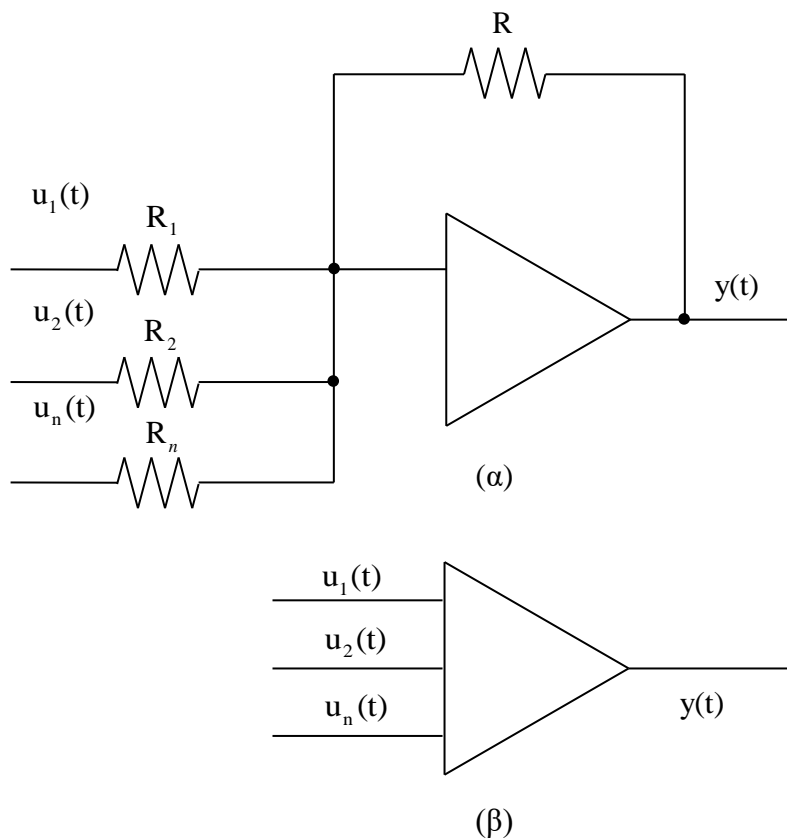 R
u₁(t)
R₁
y(t)
u₂(t)
R₂
uₙ(t)
Rₙ
(α)
u₁(t)
u₂(t)
uₙ(t)
y(t)
(β)